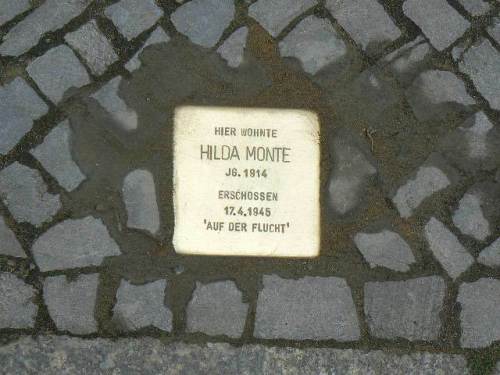 HIER WOHNTE
HILDA MONTE
JG. 1914
ERSCHOSSEN
17.4.1945
'AUF DER FLUCHT'